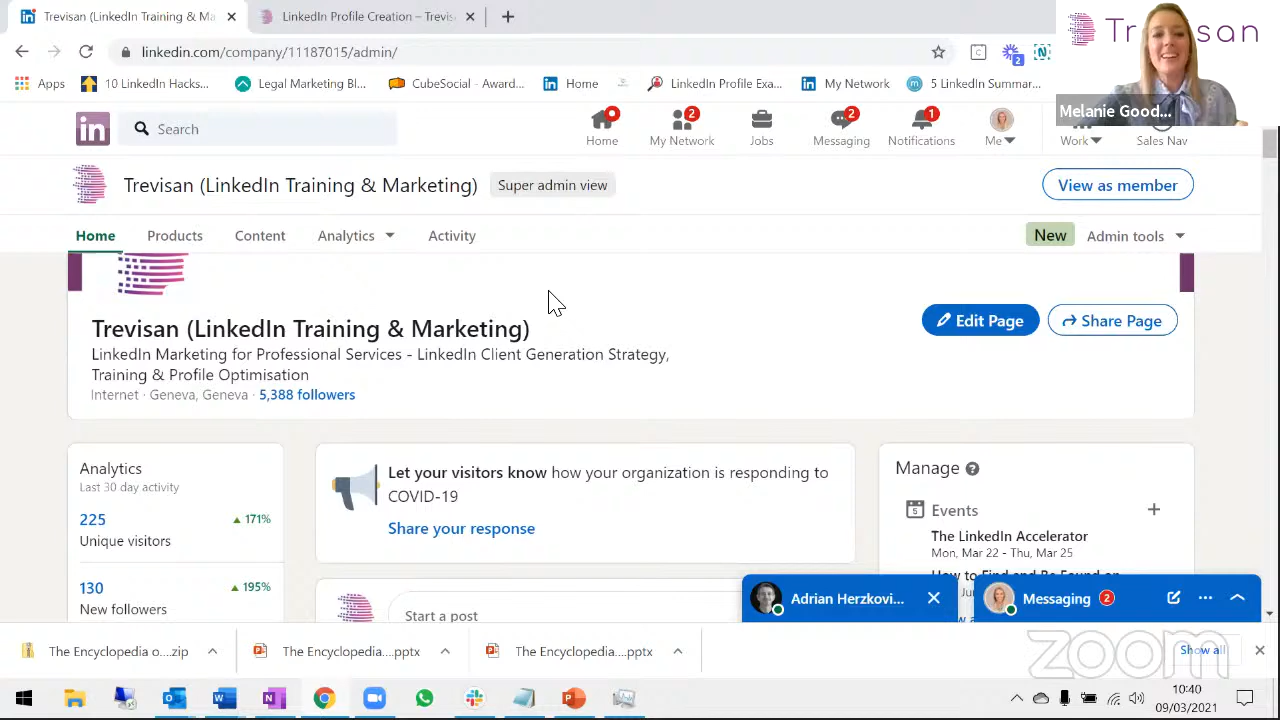 Trevisan (LinkedIn Training & Ma
LinkedIn Profile Creation – Trevis
10 LinkedIn Hacks...
Legal Marketing Bl...
CubeSocial - Award...
Home
LinkedIn Profile Exa...
My Network
5 LinkedIn Summar...
Apps
Melanie Good...
Search
Home
My Network
2
Jobs
Messaging
2
Notifications
1
Me
Work
Sales Nav
Trevisan (LinkedIn Training & Marketing)
Super admin view
View as member
Home
Products
Content
Analytics
Activity
New
Admin tools
Trevisan (LinkedIn Training & Marketing)
LinkedIn Marketing for Professional Services - LinkedIn Client Generation Strategy,
Training & Profile Optimisation
Internet · Geneva, Geneva · 5,388 followers
Edit Page
Share Page
Analytics
Last 30 day activity
225
171%
Unique visitors
130
195%
New followers
Let your visitors know how your organization is responding to
COVID-19
Share your response
Start a post
Manage
Events
The LinkedIn Accelerator
Mon, Mar 22 - Thu, Mar 25
Adrian Herzkovi...
Messaging
2
The Encyclopedia o....zip
The Encyclopedia....pptx
The Encyclopedia....pptx
Show all
zoom
10:40
09/03/2021